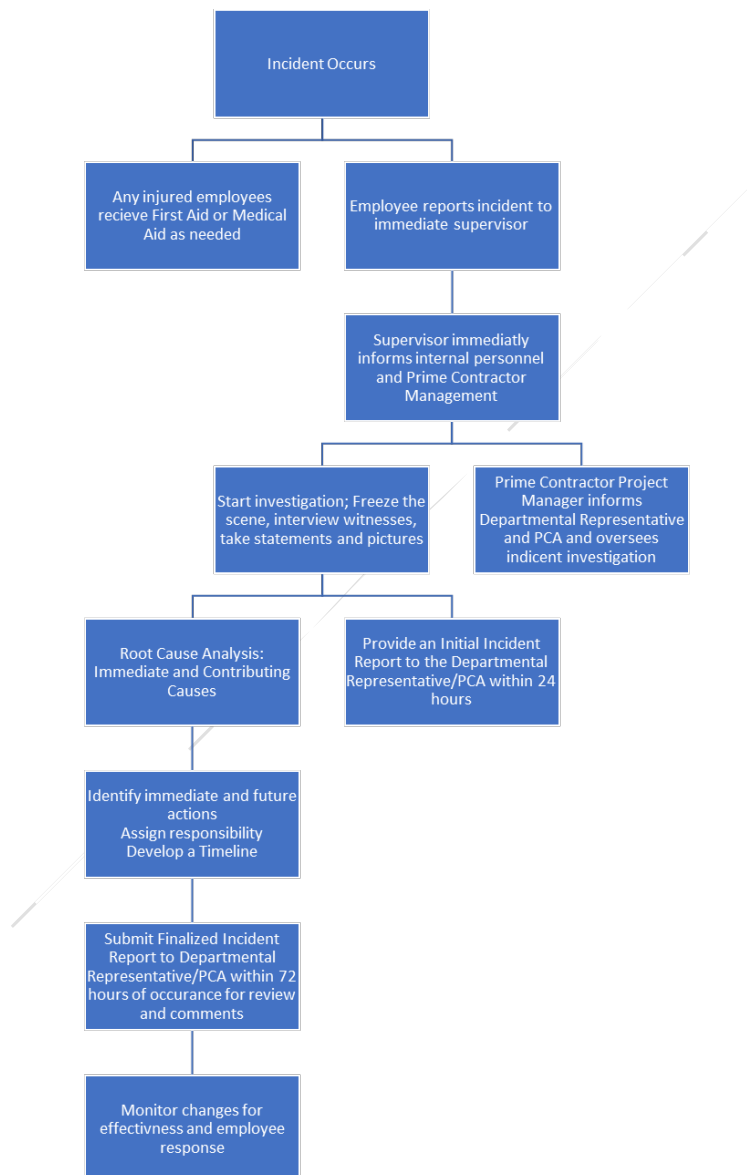 Incident Occurs
Any injured employees
recieve First Aid or Medical
Aid as needed
Employee reports incident to
immediate supervisor
Supervisor immediatly
informs internal personnel
and Prime Contractor
Management
Start investigation; Freeze the
scene, interview witnesses,
take statements and pictures
Prime Contractor Project
Manager informs
Departmental Representative
and PCA and oversees
indicent investigation
Root Cause Analysis:
Immediate and Contributing
Causes
Provide an Initial Incident
Report to the Departmental
Representative/PCA within 24
hours
Identify immediate and future
actions
Assign responsibility
Develop a Timeline
Submit Finalized Incident
Report to Departmental
Representative/PCA within 72
hours of occurance for review
and comments
Monitor changes for
effectivness and employee
response